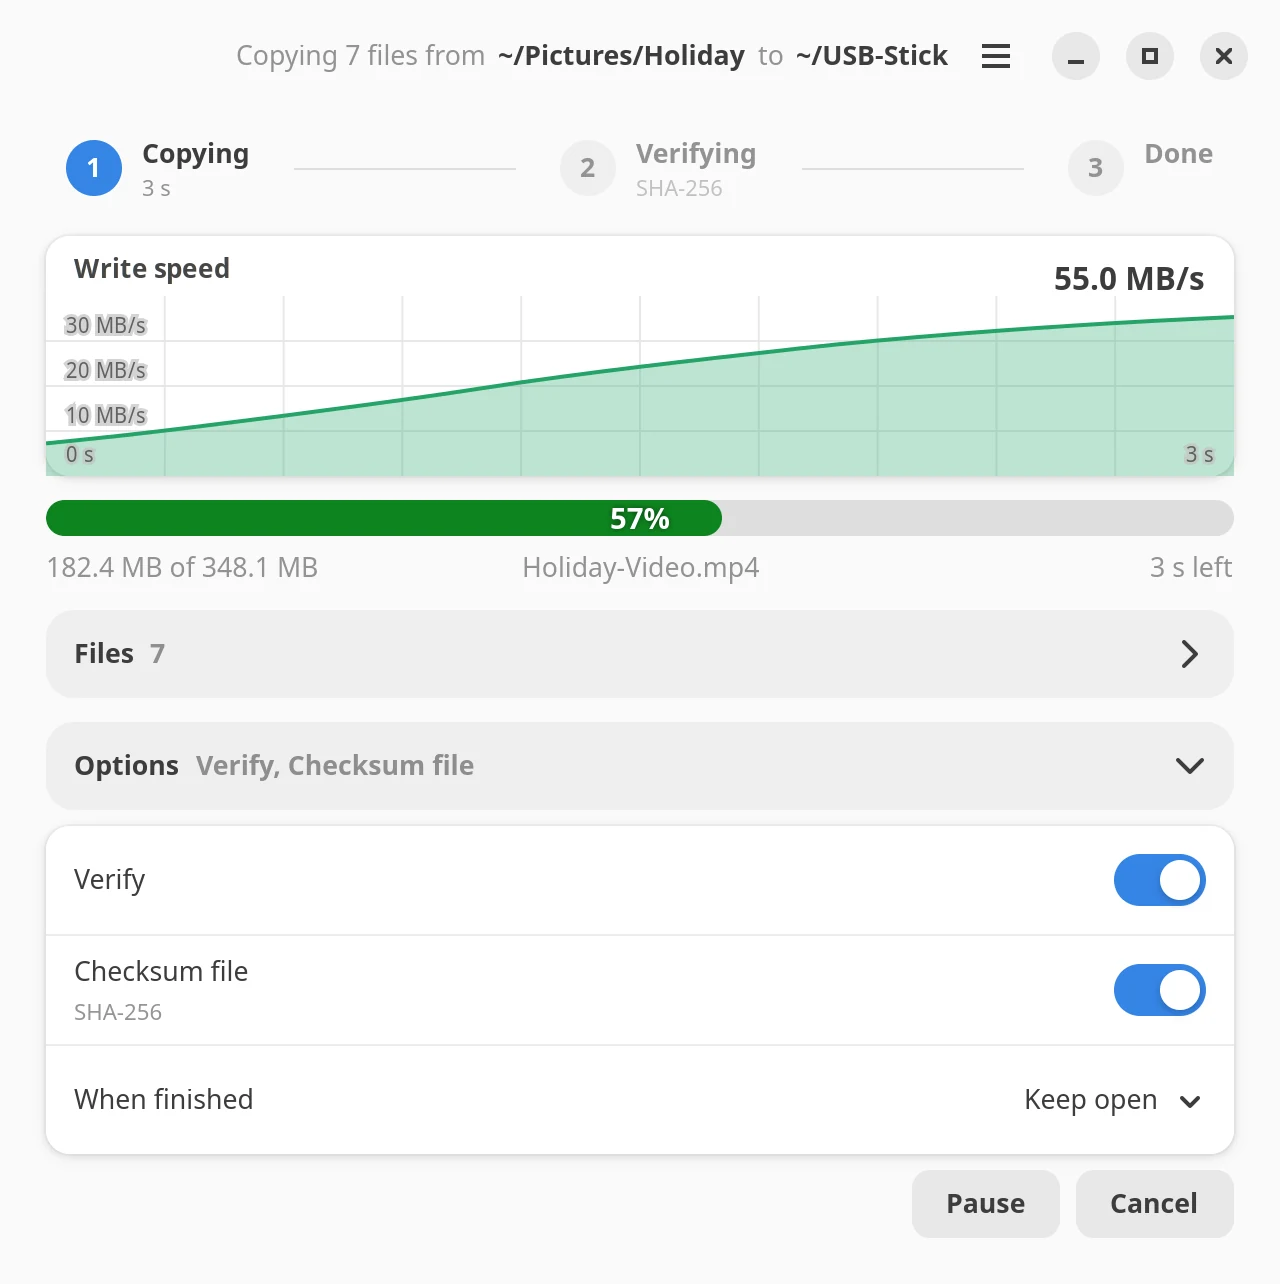 Copying 7 files from ~/Pictures/Holiday to ~/USB-Stick
1 Copying
3 s
2 Verifying
SHA-256
3 Done
Write speed
55.0 MB/s
30 MB/s
20 MB/s
10 MB/s
0 s
3 s
57%
182.4 MB of 348.1 MB
Holiday-Video.mp4
3 s left
Files 7
Options Verify, Checksum file
Verify
Checksum file
SHA-256
When finished
Keep open
Pause
Cancel